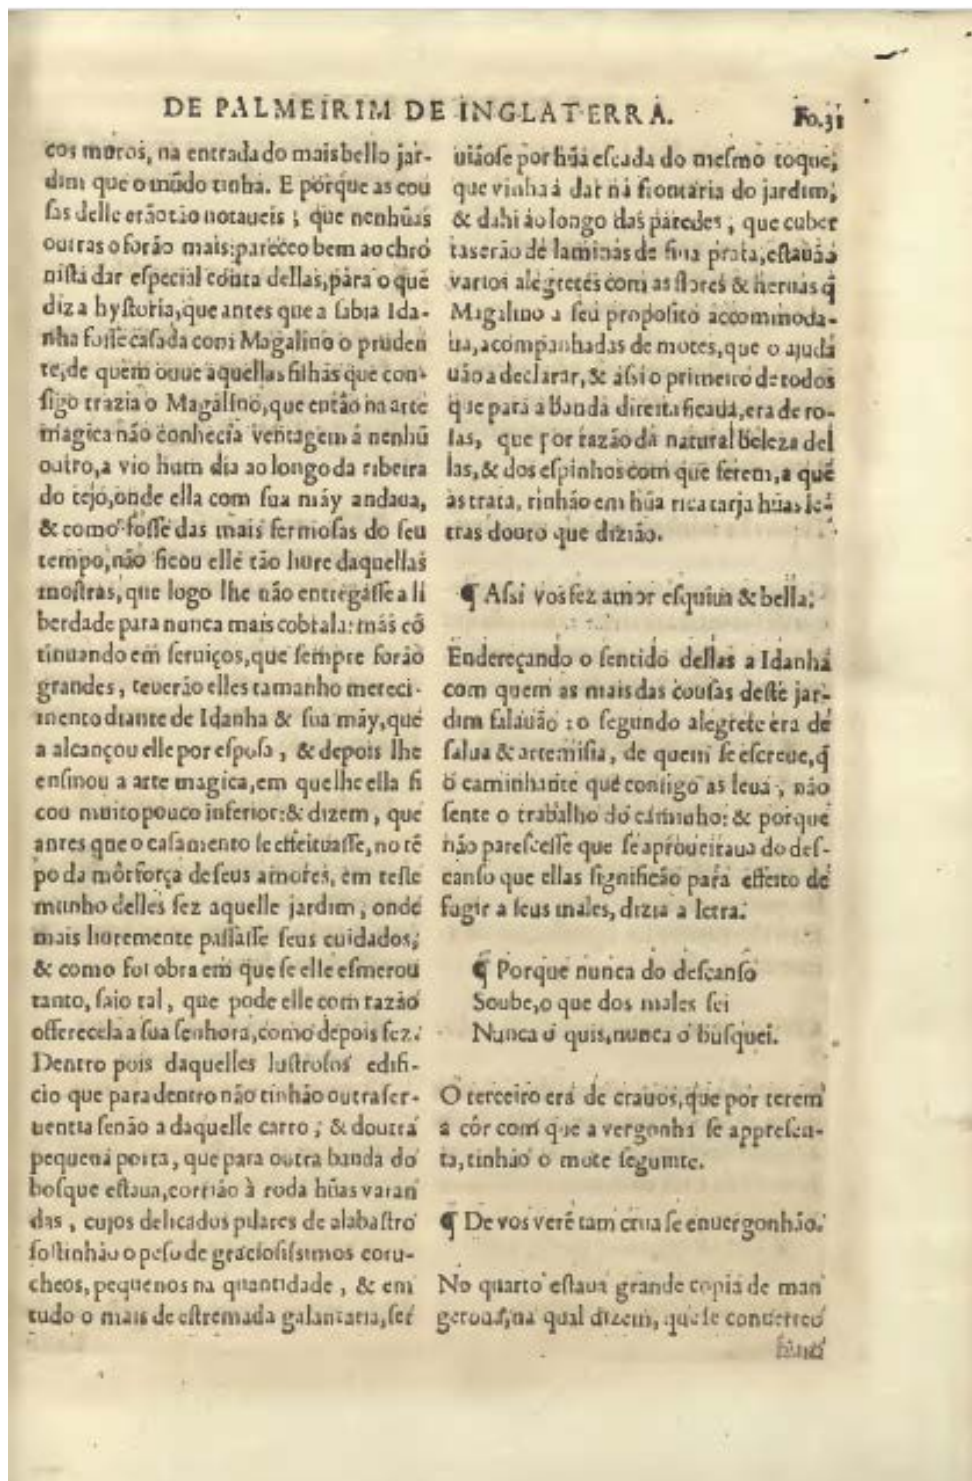 DE PALMEIRIM DE INGLATERRA.
Fo.31
cos muros, na entrada do mais bello jar-
dim que o mũdo tinha. E porque as cou
ſas delle erão tão notaueis, que nenhũas
outras o forão mais: pareceo bem ao chro
niſta dar eſpecial conta dellas, para o que
diz a hyſtoria, que antes que a ſabia Ida-
nha foſſe caſada com Magalino o pruden
te, de quem ouue aquellas filhas que con-
ſigo trazia o Magalino, que então na arte
magica não conhecia ventagem á nenhũ
outro, a vio hum dia ao longo da ribeira
do tejo, onde ella com ſua mãy andaua,
& como foſſe das mais fermoſas do ſeu
tempo, não ficou elle tão liure daquellas
moſtras, que logo lhe não entregaſſe a li
berdade para nunca mais cobrala: mas cõ
tinuando em ſeruiços, que ſempre forão
grandes, teuerão elles tamanho mereci-
mento diante de Idanha & ſua mãy, que
a alcançou elle por eſpoſa, & depois lhe
enſinou a arte magica, em que lhe ella fi
cou muito pouco inferior: & dizem, que
antes que o caſamento ſe effeituaſſe, no tẽ
po da mòr força de ſeus amores, em teſte
munho delles fez aquelle jardim, onde
mais liuremente paſſaſſe ſeus cuidados,
& como foi obra em que ſe elle eſmerou
tanto, ſaio tal, que pode elle com razão
offerecela a ſua ſenhora, como depois fez.
Dentro pois daquelles luſtroſos edifi-
cio que para dentro não tinhão outra ſer-
uentia ſenão a daquelle carro, & doutra
pequena porta, que para outra banda do
boſque eſtaua, corrião à roda hũas varan
das, cujos delicados pilares de alabaſtro
ſoſtinhão o peſo de gracioſiſsimos coru-
cheos, pequenos na quantidade, & em
tudo o mais de eſtremada galantaria, ſer
uiãoſe por hũa eſcada do meſmo toque,
que vinha á dar na frontaria do jardim,
& dahi ao longo das paredes, que cuber
tas erão de laminas de fina prata, eſtauão
varios alegretes com as flores & heruas q̃
Magalino a ſeu propoſito accommoda-
ua, acompanhadas de motes, que o ajuda
uão a declarar, & aſsi o primeiro de todos
que para a banda direita ficaua, era de ro-
ſas, que por razão da natural beleza del
las, & dos eſpinhos com que ferem, a que
as trata, tinhão em hũa rica tarja hũas le-
tras douro que dizião.
¶ Aſsi vos fez amor eſquiua & bella.
Endereçando o ſentido dellas a Idanha
com quem as mais das couſas deſte jar-
dim falauão: o ſegundo alegrete era de
ſalua & artemiſia, de quem ſe eſcreue, q̃
o caminhante que conſigo as leua, não
ſente o trabalho do caminho: & porque
não pareſceſſe que ſe aproueitaua do deſ-
canſo que ellas ſignificão para effeito de
fugir a ſeus males, dizia a letra.
¶ Porque nunca do deſcanſo
Soube, o que dos males ſei
Nunca o quis, nunca o buſquei.
O terceiro era de crauos, que por terem
a côr com que a vergonha ſe appreſen-
ta, tinhão o mote ſeguinte.
¶ De vos verẽ tam crua ſe enuergonhão.
No quarto eſtaua grande copia de man
gerona, na qual dizem, que ſe conuerteo